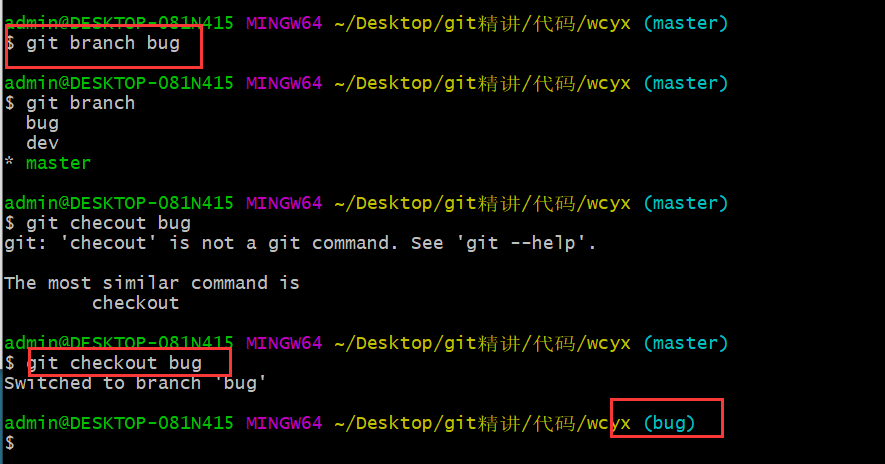 admin@DESKTOP-081N415 MINGW64 ~/Desktop/git精讲/代码/wcyx (master)
$ git branch bug
admin@DESKTOP-081N415 MINGW64 ~/Desktop/git精讲/代码/wcyx (master)
$ git branch
  bug
  dev
* master
admin@DESKTOP-081N415 MINGW64 ~/Desktop/git精讲/代码/wcyx (master)
$ git checout bug
git: 'checout' is not a git command. See 'git --help'.
The most similar command is
        checkout
admin@DESKTOP-081N415 MINGW64 ~/Desktop/git精讲/代码/wcyx (master)
$ git checkout bug
Switched to branch 'bug'
admin@DESKTOP-081N415 MINGW64 ~/Desktop/git精讲/代码/wcyx (bug)
$